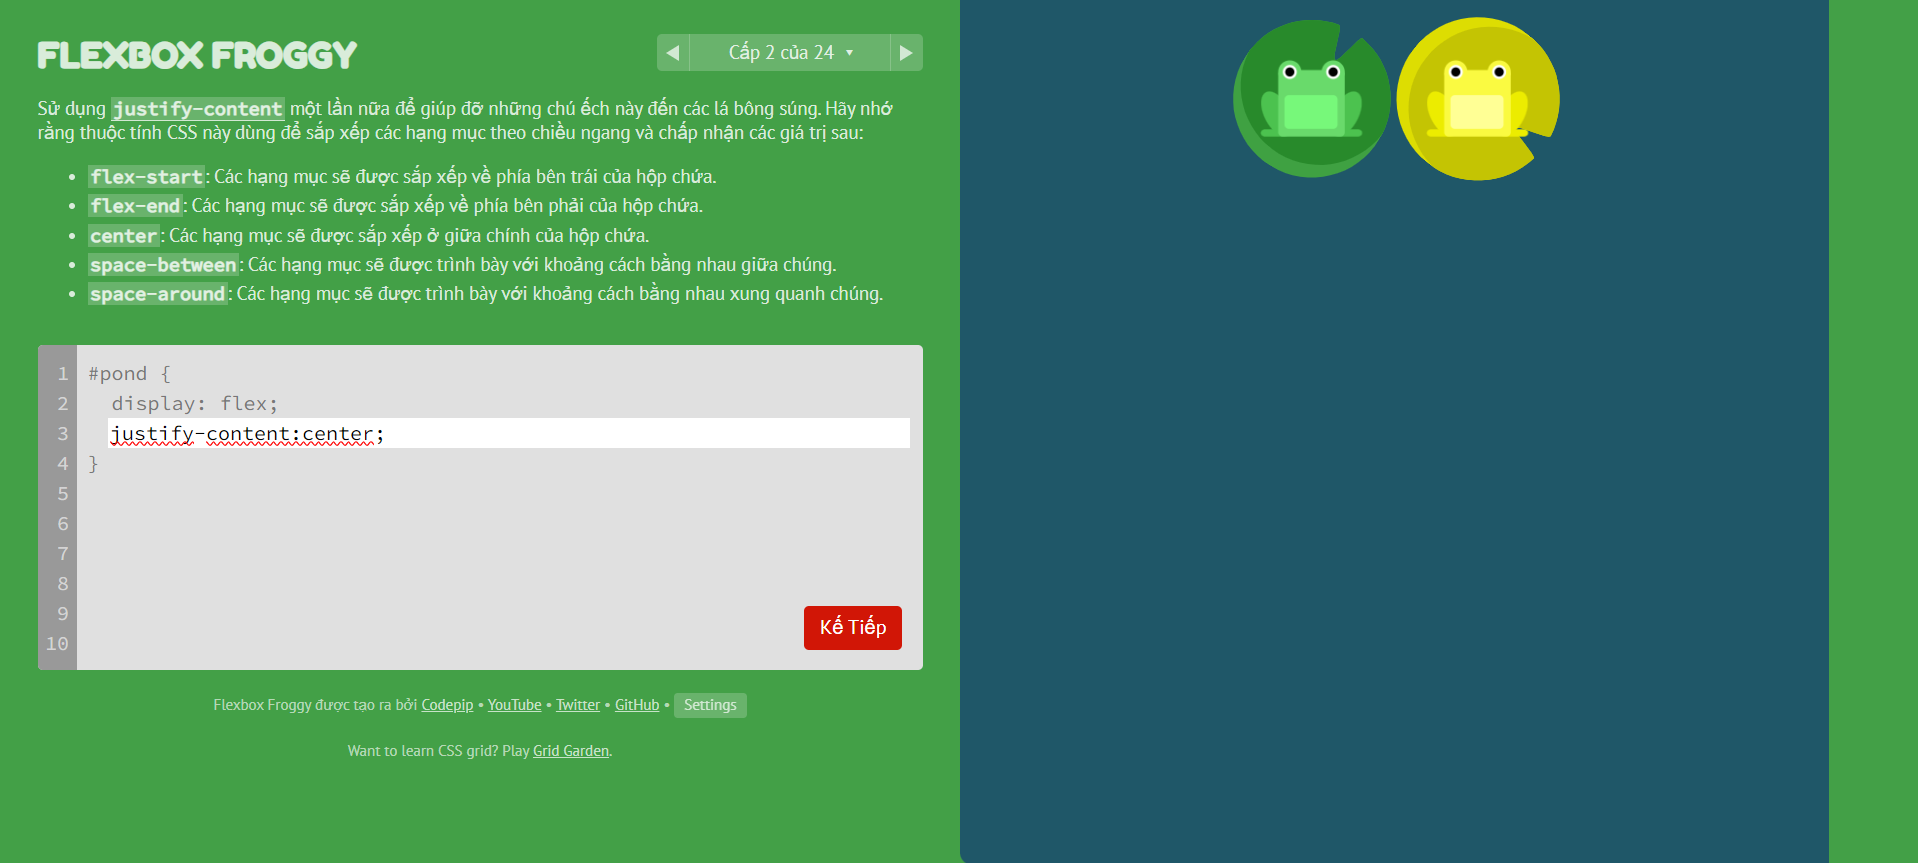 FLEXBOX FROGGY
Cấp 2 của 24
Sử dụng justify-content một lần nữa để giúp đỡ những chú ếch này đến các lá bông súng. Hãy nhớ
rằng thuộc tính CSS này dùng để sắp xếp các hạng mục theo chiều ngang và chấp nhận các giá trị sau:
• flex-start: Các hạng mục sẽ được sắp xếp về phía bên trái của hộp chứa.
• flex-end: Các hạng mục sẽ được sắp xếp về phía bên phải của hộp chứa.
• center: Các hạng mục sẽ được sắp xếp ở giữa chính của hộp chứa.
• space-between: Các hạng mục sẽ được trình bày với khoảng cách bằng nhau giữa chúng.
• space-around: Các hạng mục sẽ được trình bày với khoảng cách bằng nhau xung quanh chúng.
1 #pond {
2 display: flex;
3 justify-content:center;
4 }
5
6
7
8
9
10
Kế Tiếp
Flexbox Froggy được tạo ra bởi Codepip • YouTube • Twitter • GitHub • Settings
Want to learn CSS grid? Play Grid Garden.